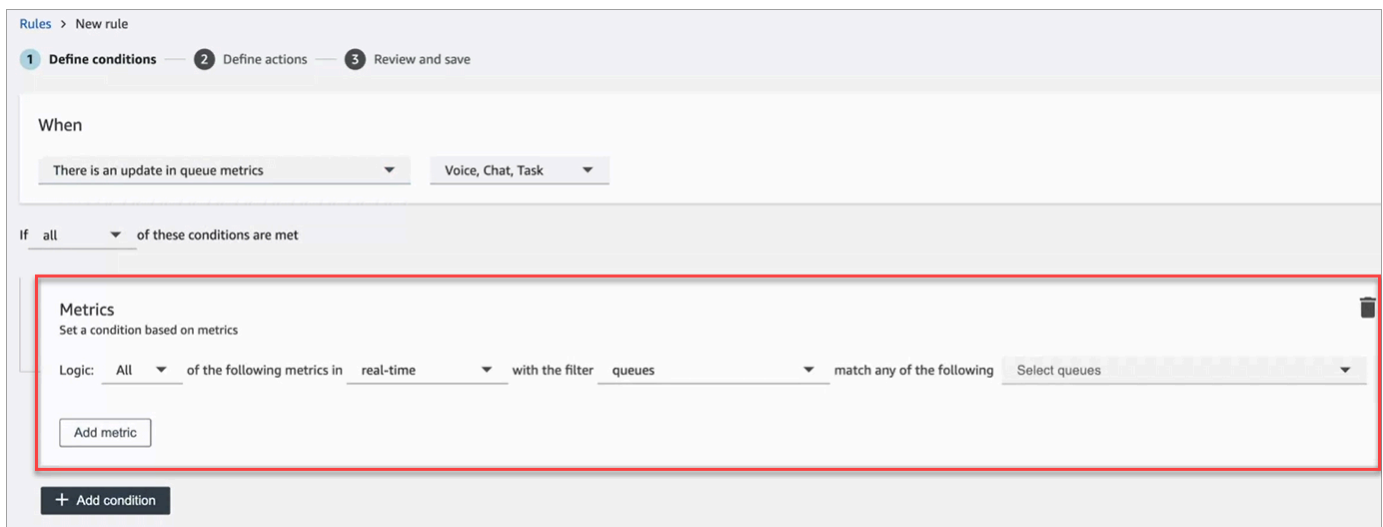 Rules > New rule
1 Define conditions 2 Define actions 3 Review and save
When
There is an update in queue metrics Voice, Chat, Task
If all of these conditions are met
Metrics
Set a condition based on metrics
Logic: All of the following metrics in real-time with the filter queues match any of the following Select queues
Add metric
+ Add condition